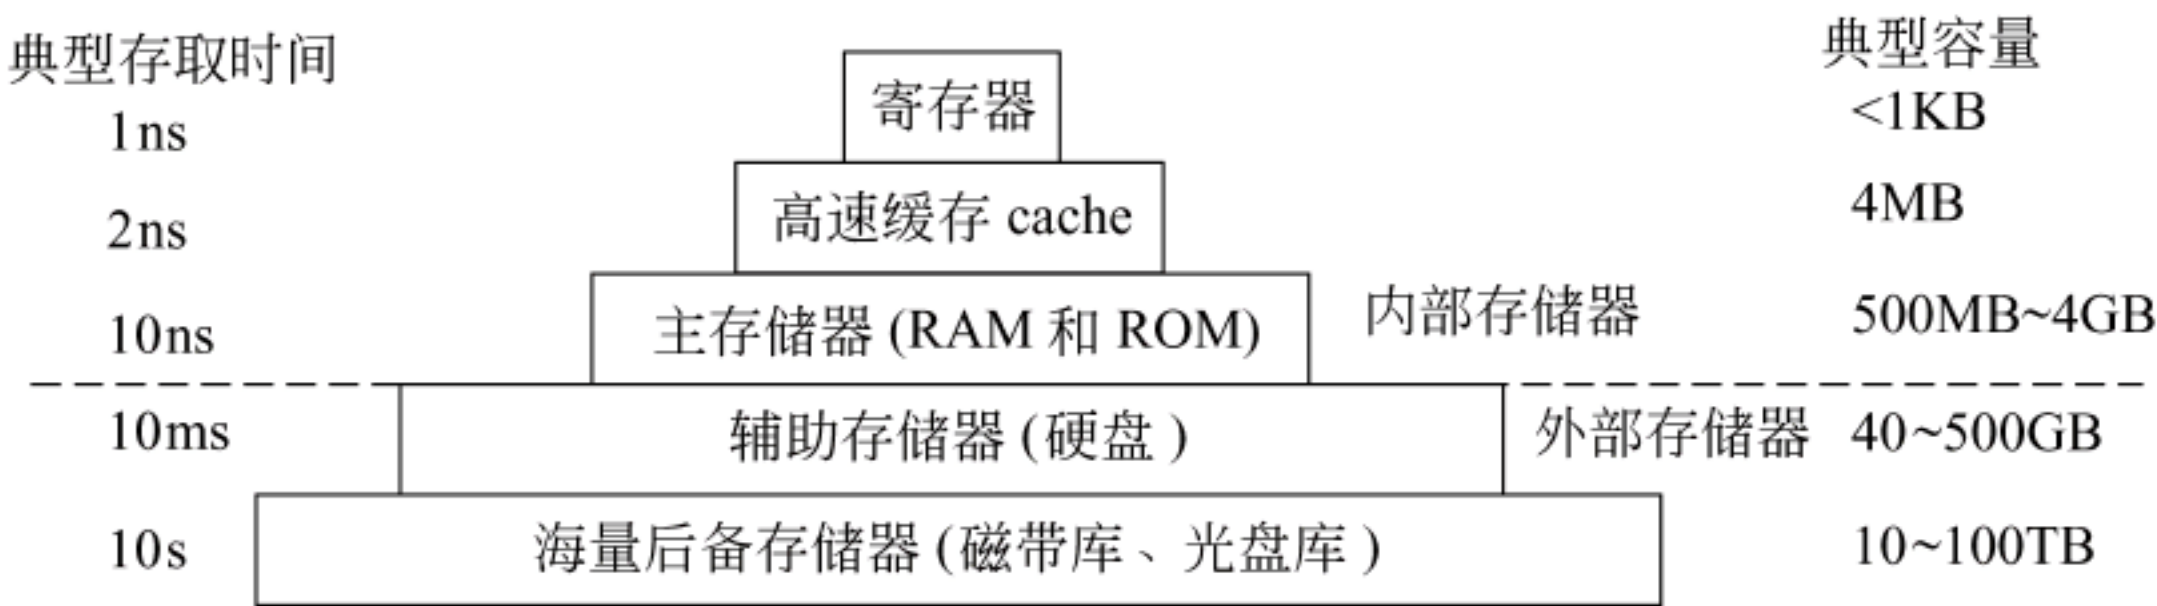 典型存取时间
典型容量
1ns
寄存器
<1KB
2ns
高速缓存 cache
4MB
10ns
主存储器 (RAM 和 ROM)
内部存储器
500MB~4GB
10ms
辅助存储器 (硬盘)
外部存储器
40~500GB
10s
海量后备存储器 (磁带库、光盘库)
10~100TB